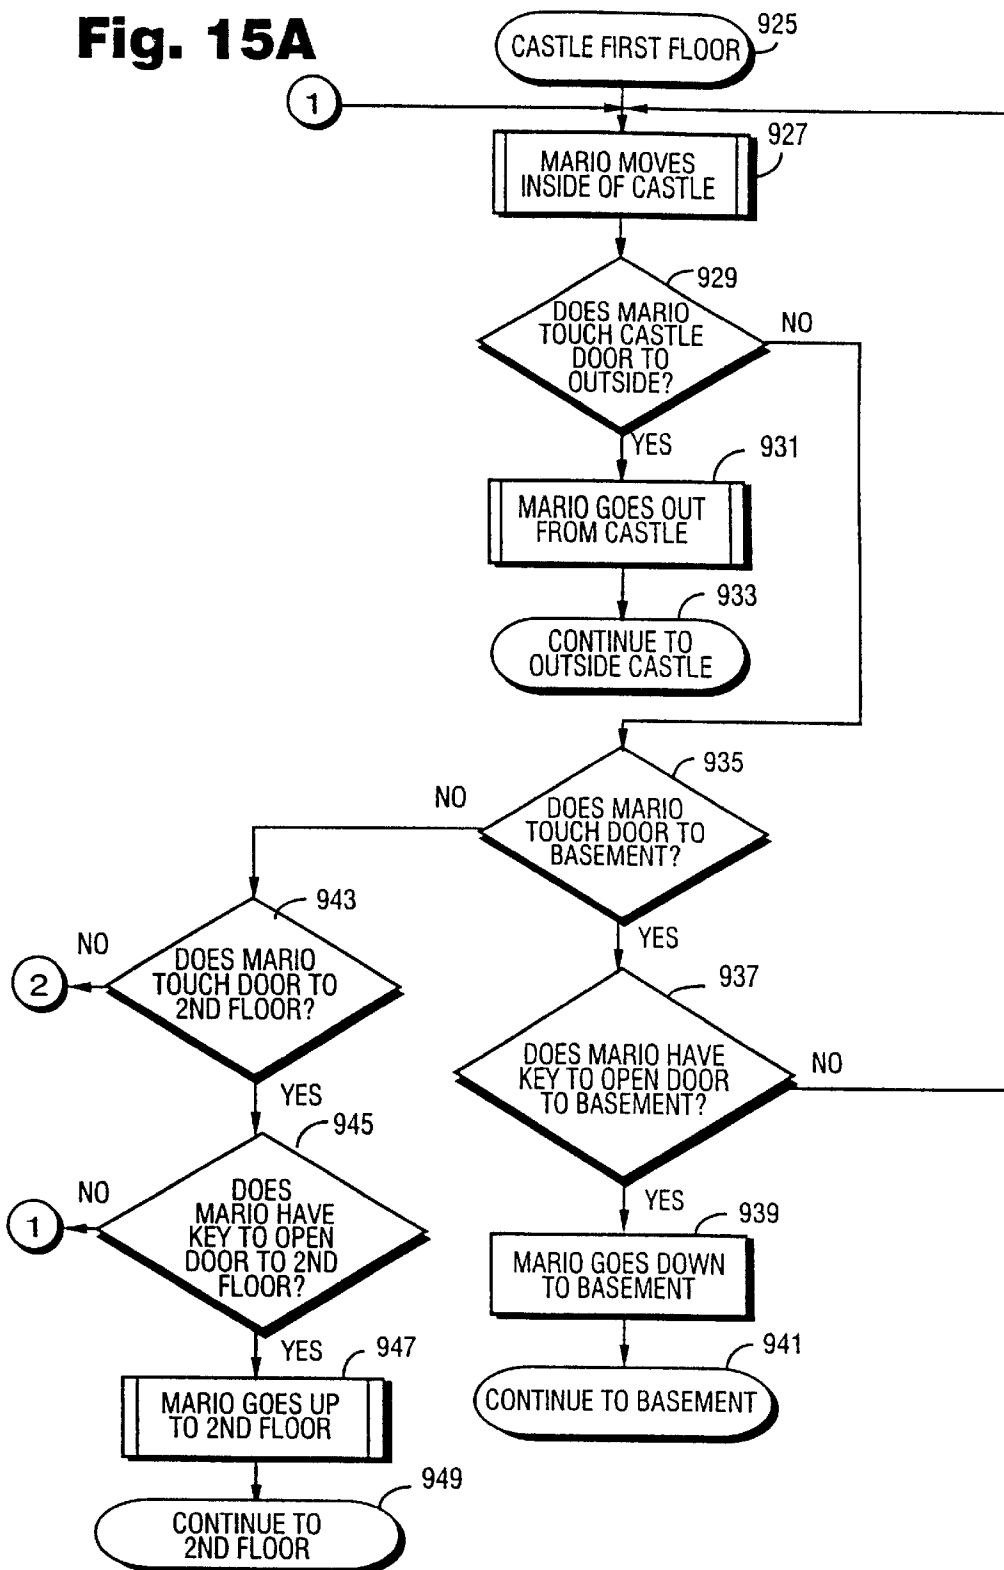 Fig. 15A
CASTLE FIRST FLOOR
925
1
MARIO MOVES
INSIDE OF CASTLE
927
929
DOES MARIO
TOUCH CASTLE
DOOR TO
OUTSIDE?
NO
YES
931
MARIO GOES OUT
FROM CASTLE
933
CONTINUE TO
OUTSIDE CASTLE
935
NO
DOES MARIO
TOUCH DOOR TO
BASEMENT?
YES
943
NO
2
DOES MARIO
TOUCH DOOR TO
2ND FLOOR?
YES
937
DOES MARIO HAVE
KEY TO OPEN DOOR
TO BASEMENT?
NO
YES
945
NO
1
DOES
MARIO HAVE
KEY TO OPEN
DOOR TO 2ND
FLOOR?
YES
939
MARIO GOES DOWN
TO BASEMENT
941
CONTINUE TO BASEMENT
947
MARIO GOES UP
TO 2ND FLOOR
949
CONTINUE TO
2ND FLOOR